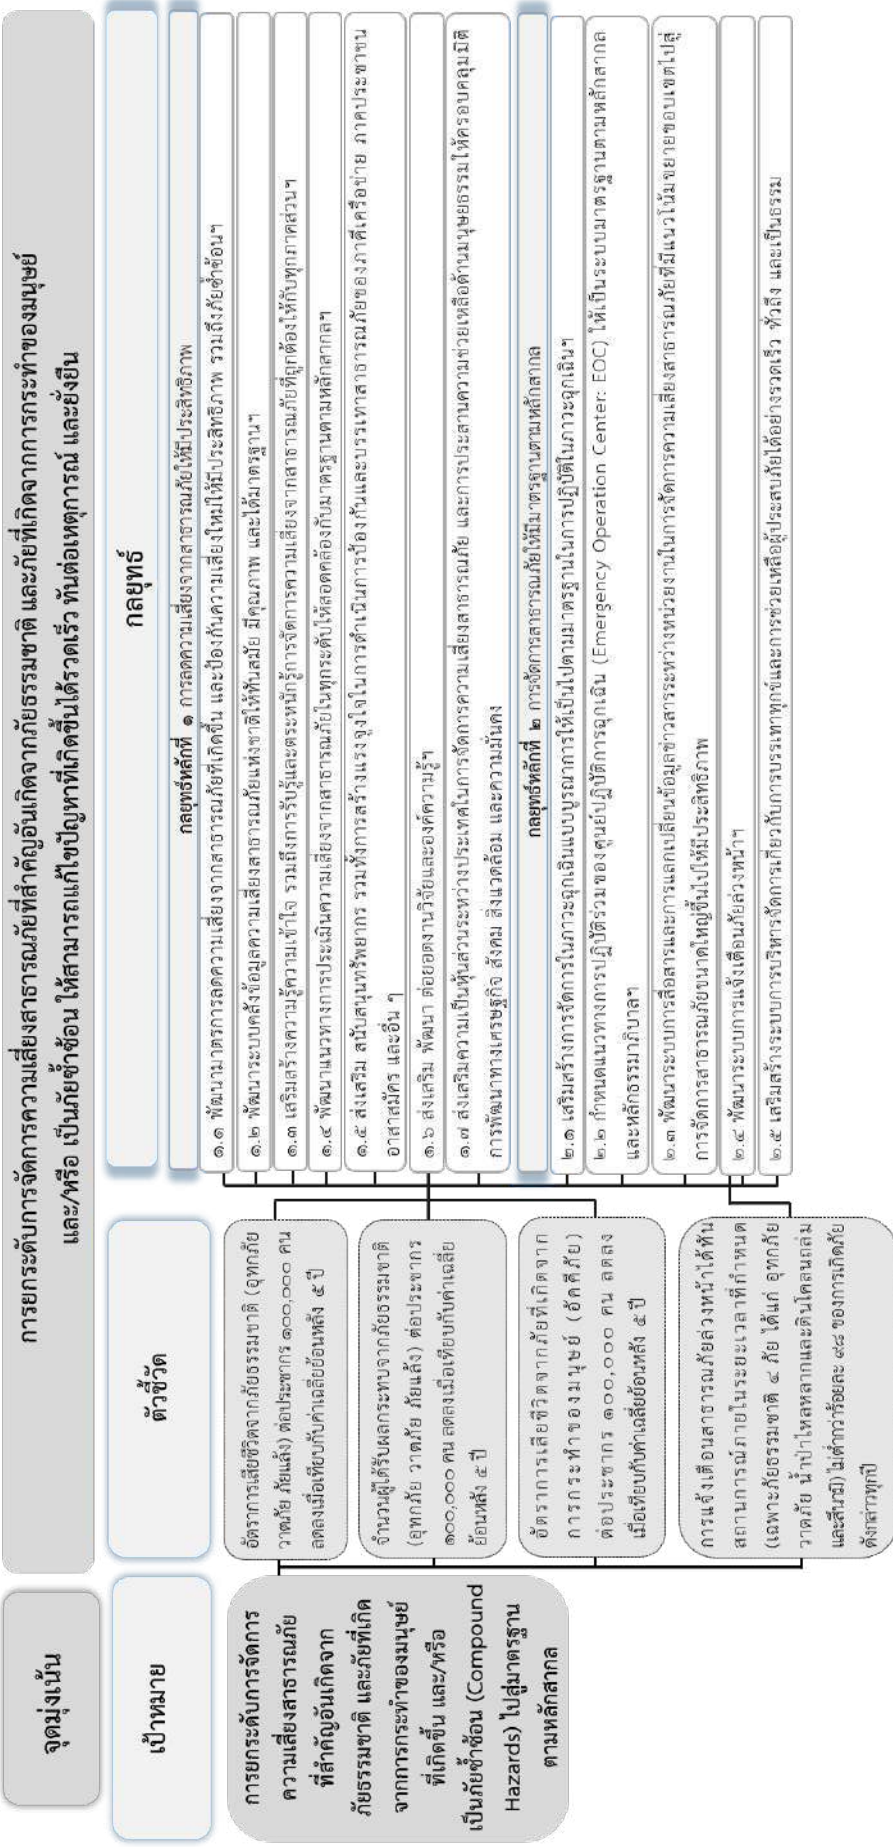 จุดมุ่งเน้น
การยกระดับการจัดการความเสี่ยงสาธารณภัยที่สำคัญอันเกิดจากภัยธรรมชาติ และภัยที่เกิดจากการกระทำของมนุษย์
และ/หรือ เป็นภัยซ้ำซ้อน ให้สามารถแก้ไขปัญหาที่เกิดขึ้นได้รวดเร็ว ทันต่อเหตุการณ์ และยั่งยืน
เป้าหมาย
ตัวชี้วัด
กลยุทธ์
การยกระดับการจัดการ
ความเสี่ยงสาธารณภัย
ที่สำคัญอันเกิดจาก
ภัยธรรมชาติ และภัยที่เกิด
จากการกระทำของมนุษย์
ที่เกิดขึ้น และ/หรือ
เป็นภัยซ้ำซ้อน (Compound
Hazards) ไปสู่มาตรฐาน
ตามหลักสากล
อัตราการเสียชีวิตจากภัยธรรมชาติ (อุทกภัย
วาตภัย ภัยแล้ง) ต่อประชากร ๑๐๐,๐๐๐ คน
ลดลงเมื่อเทียบกับค่าเฉลี่ยย้อนหลัง ๕ ปี
จำนวนผู้ได้รับผลกระทบจากภัยธรรมชาติ
(อุทกภัย วาตภัย ภัยแล้ง) ต่อประชากร
๑๐๐,๐๐๐ คน ลดลงเมื่อเทียบกับค่าเฉลี่ย
ย้อนหลัง ๕ ปี
อัตราการเสียชีวิตจากภัยที่เกิดจาก
การกระทำของมนุษย์ (อัคคีภัย)
ต่อประชากร ๑๐๐,๐๐๐ คน ลดลง
เมื่อเทียบกับค่าเฉลี่ยย้อนหลัง ๕ ปี
การแจ้งเตือนสาธารณภัยล่วงหน้าได้ทัน
สถานการณ์ภายในระยะเวลาที่กำหนด
(เฉพาะภัยธรรมชาติ ๔ ภัย ได้แก่ อุทกภัย
วาตภัย น้ำป่าไหลหลากและดินโคลนถล่ม
และสึนามิ) ไม่ต่ำกว่าร้อยละ ๙๘ ของการเกิดภัย
ดังกล่าวทุกปี
กลยุทธ์หลักที่ ๑ การลดความเสี่ยงจากสาธารณภัยให้มีประสิทธิภาพ
๑.๑ พัฒนามาตรการลดความเสี่ยงจากสาธารณภัยที่เกิดขึ้น และป้องกันความเสี่ยงใหม่ให้มีประสิทธิภาพ รวมถึงภัยซ้ำซ้อนฯ
๑.๒ พัฒนาระบบคลังข้อมูลความเสี่ยงสาธารณภัยแห่งชาติให้ทันสมัย มีคุณภาพ และได้มาตรฐานฯ
๑.๓ เสริมสร้างความรู้ความเข้าใจ รวมถึงการรับรู้และตระหนักรู้การจัดการความเสี่ยงจากสาธารณภัยที่ถูกต้องให้กับทุกภาคส่วนฯ
๑.๔ พัฒนาแนวทางการประเมินความเสี่ยงจากสาธารณภัยในทุกระดับให้สอดคล้องกับมาตรฐานตามหลักสากลฯ
๑.๕ ส่งเสริม สนับสนุนทรัพยากร รวมทั้งการสร้างแรงจูงใจในการดำเนินการป้องกันและบรรเทาสาธารณภัยของภาคีเครือข่าย ภาคประชาชน
อาสาสมัคร และอื่น ๆ
๑.๖ ส่งเสริม พัฒนา ต่อยอดงานวิจัยและองค์ความรู้ฯ
๑.๗ ส่งเสริมความเป็นหุ้นส่วนระหว่างประเทศในการจัดการความเสี่ยงสาธารณภัย และการประสานความช่วยเหลือด้านมนุษยธรรมให้ครอบคลุมมิติ
การพัฒนาทางเศรษฐกิจ สังคม สิ่งแวดล้อม และความมั่นคง
กลยุทธ์หลักที่ ๒ การจัดการสาธารณภัยให้มีมาตรฐานตามหลักสากล
๒.๑ เสริมสร้างการจัดการในภาวะฉุกเฉินแบบบูรณาการให้เป็นไปตามมาตรฐานในการปฏิบัติในภาวะฉุกเฉินฯ
๒.๒ กำหนดแนวทางการปฏิบัติร่วมของศูนย์ปฏิบัติการฉุกเฉิน (Emergency Operation Center: EOC) ให้เป็นระบบมาตรฐานตามหลักสากล
และหลักธรรมาภิบาลฯ
๒.๓ พัฒนาระบบการสื่อสารและการแลกเปลี่ยนข้อมูลข่าวสารระหว่างหน่วยงานในการจัดการความเสี่ยงสาธารณภัยที่มีแนวโน้มขยายขอบเขตไปสู่
การจัดการสาธารณภัยขนาดใหญ่ขึ้นไปให้มีประสิทธิภาพ
๒.๔ พัฒนาระบบการแจ้งเตือนภัยล่วงหน้าฯ
๒.๕ เสริมสร้างระบบการบริหารจัดการเกี่ยวกับการบรรเทาทุกข์และการช่วยเหลือผู้ประสบภัยได้อย่างรวดเร็ว ทั่วถึง และเป็นธรรม